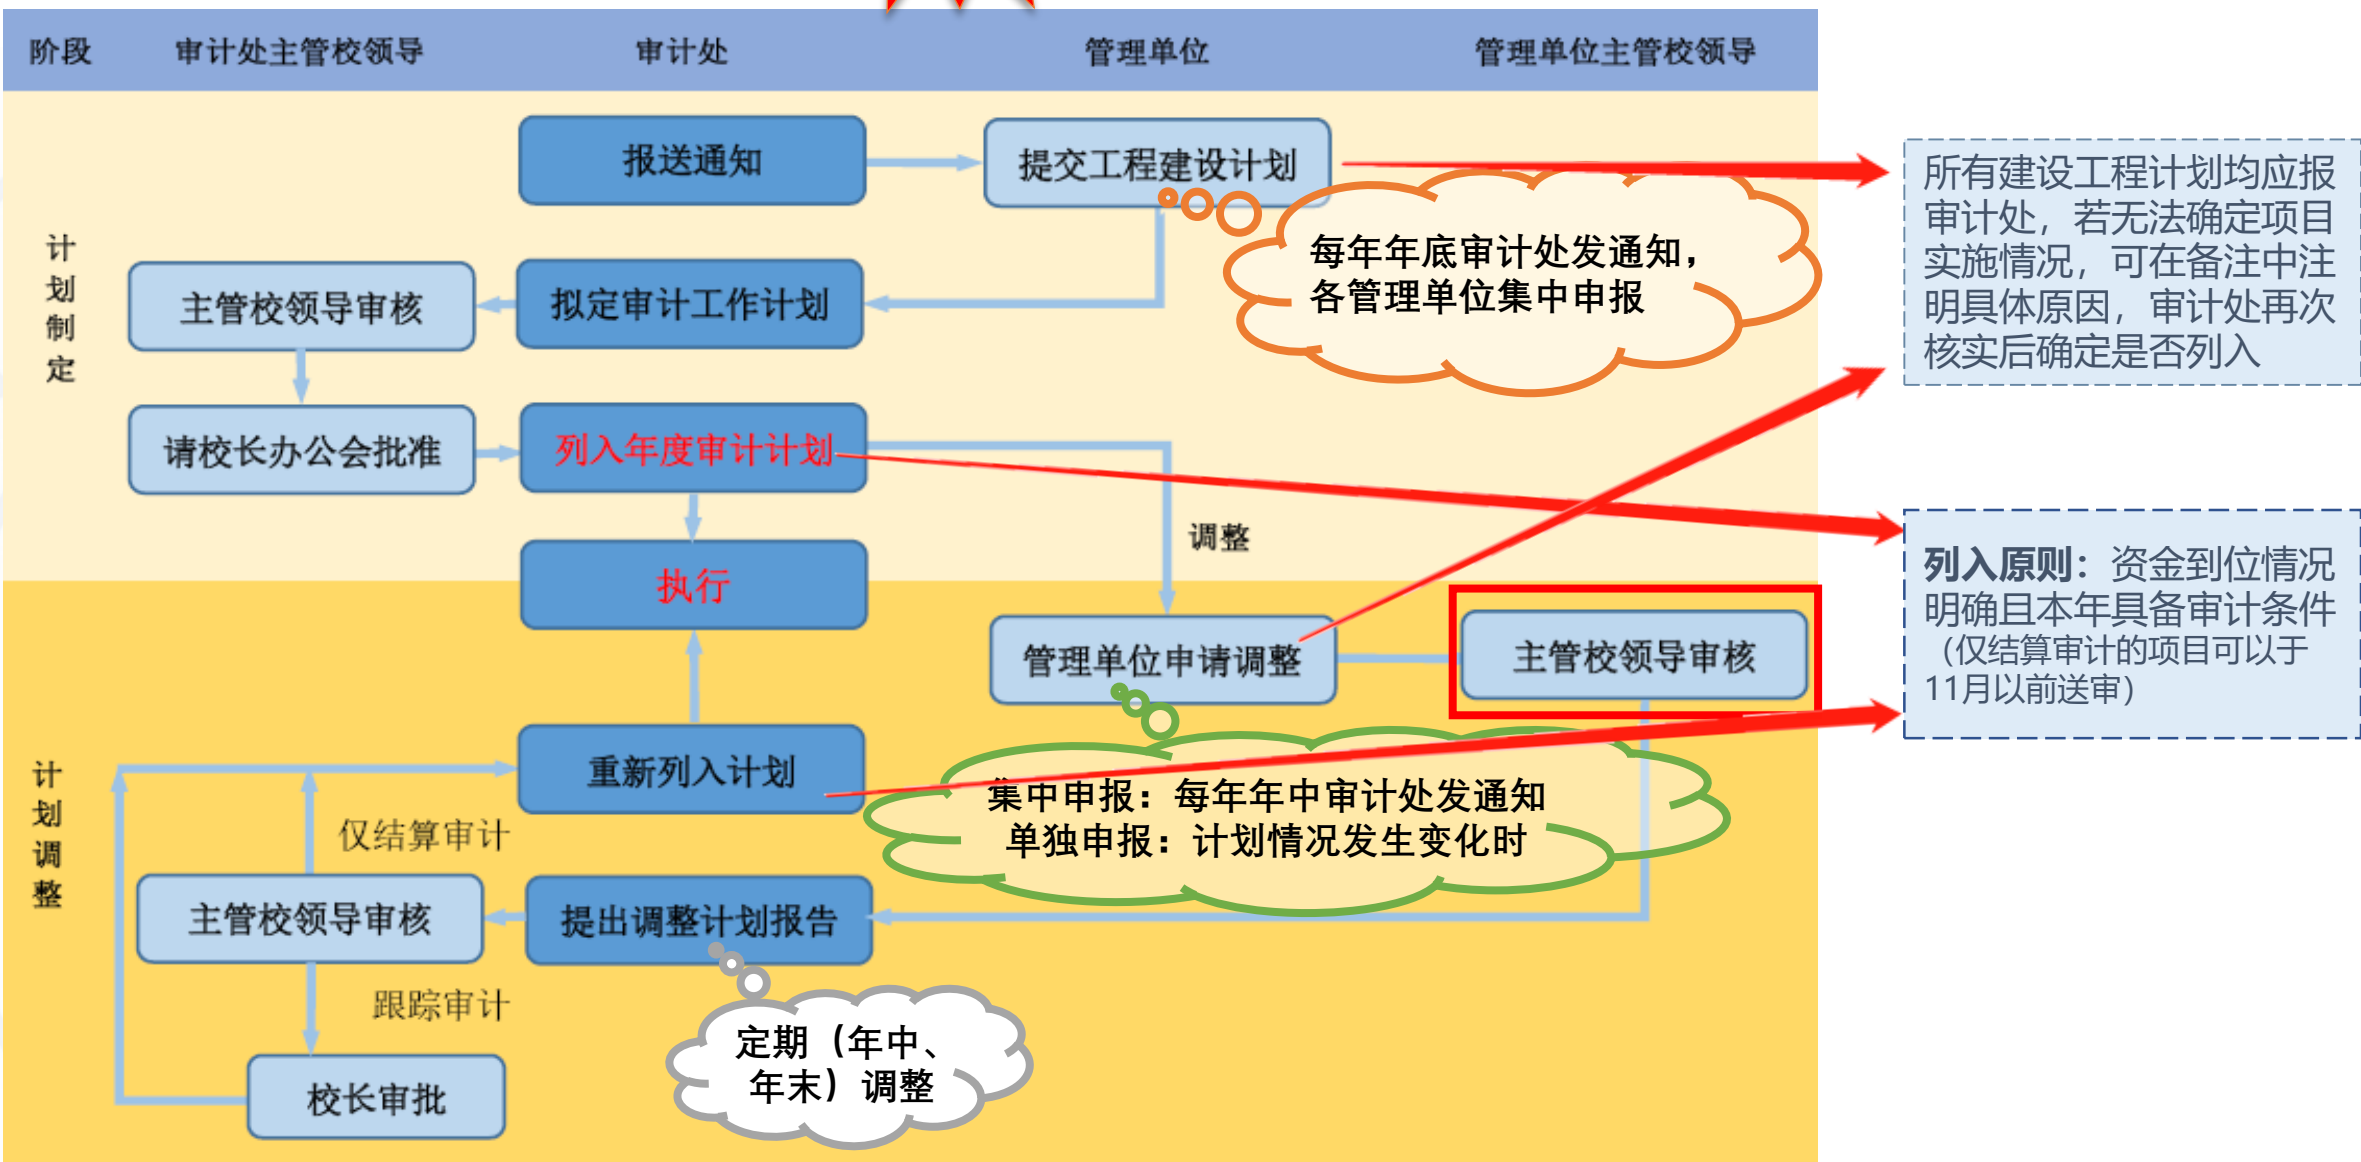 阶段
审计处主管校领导
审计处
管理单位
管理单位主管校领导
计划制定
报送通知
提交工程建设计划
每年年底审计处发通知，
各管理单位集中申报
所有建设工程计划均应报
审计处，若无法确定项目
实施情况，可在备注中注
明具体原因，审计处再次
核实后确定是否列入
主管校领导审核
拟定审计工作计划
请校长办公会批准
列入年度审计计划
调整
执行
列入原则：资金到位情况
明确且本年具备审计条件
（仅结算审计的项目可以于
11月以前送审）
计划调整
管理单位申请调整
主管校领导审核
重新列入计划
集中申报：每年年中审计处发通知
单独申报：计划情况发生变化时
仅结算审计
主管校领导审核
提出调整计划报告
跟踪审计
定期（年中、
年末）调整
校长审批